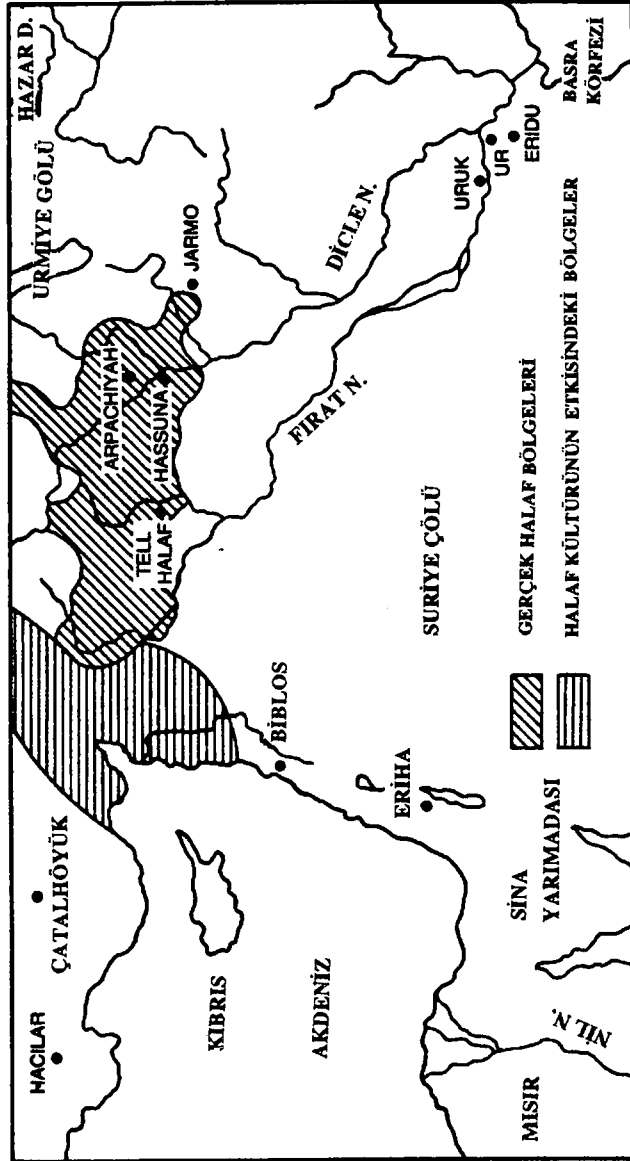 HACILAR
ÇATALHÖYÜK
URMİYE GÖLÜ
HAZAR D.
ARPACHIYAH
HASSUNA
JARMO
TELL
HALAF
KIBRIS
BİBLOS
AKDENİZ
FIRAT N.
DİCLE N.
ERİHA
SURİYE ÇÖLÜ
URUK
UR
ERIDU
BASRA
KÖRFEZİ
MISIR
NİL N.
SİNA
YARIMADASI
GERÇEK HALAF BÖLGELERİ
HALAF KÜLTÜRÜNÜN ETKİSİNDEKİ BÖLGELER